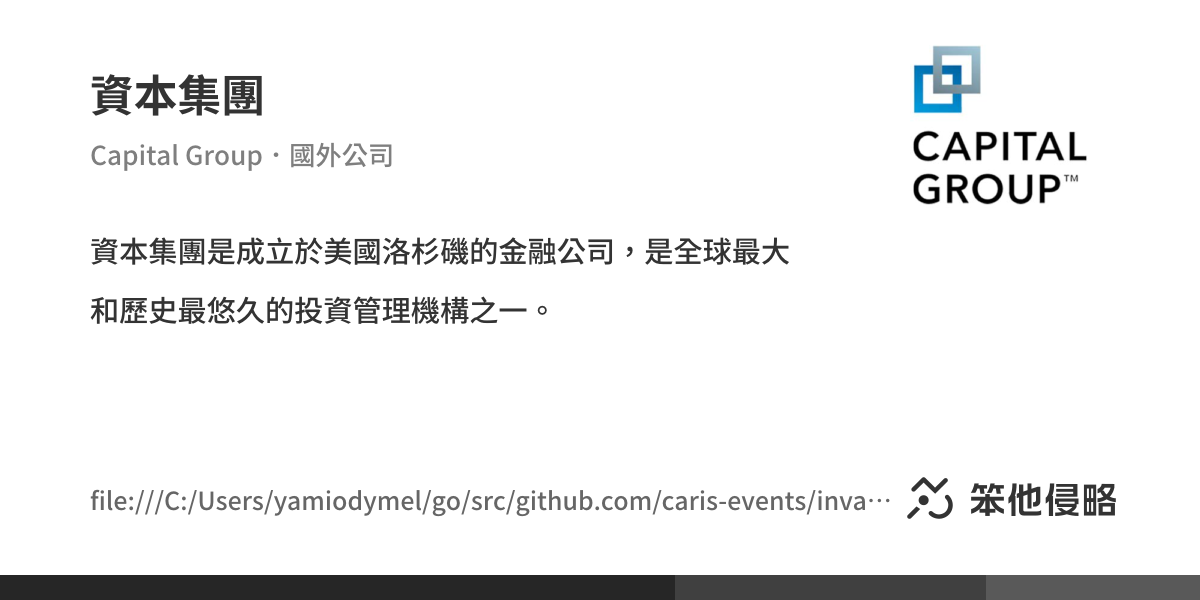 資本集團
Capital Group・國外公司
CAPITAL
GROUP™
資本集團是成立於美國洛杉磯的金融公司，是全球最大
和歷史最悠久的投資管理機構之一。
file:///C:/Users/yamiodymel/go/src/github.com/caris-events/inva…
笨他侵略